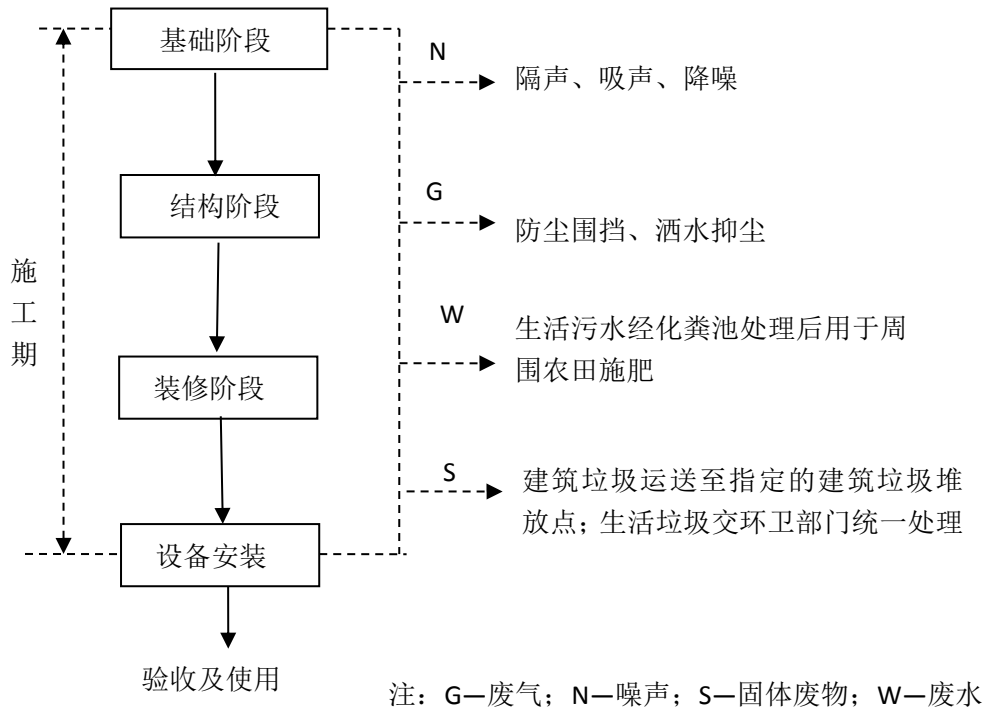 基础阶段
N
隔声、吸声、降噪
结构阶段
G
防尘围挡、洒水抑尘
施
工
期
W
生活污水经化粪池处理后用于周
围农田施肥
装修阶段
S
建筑垃圾运送至指定的建筑垃圾堆
放点；生活垃圾交环卫部门统一处理
设备安装
验收及使用
注：G—废气；N—噪声；S—固体废物；W—废水